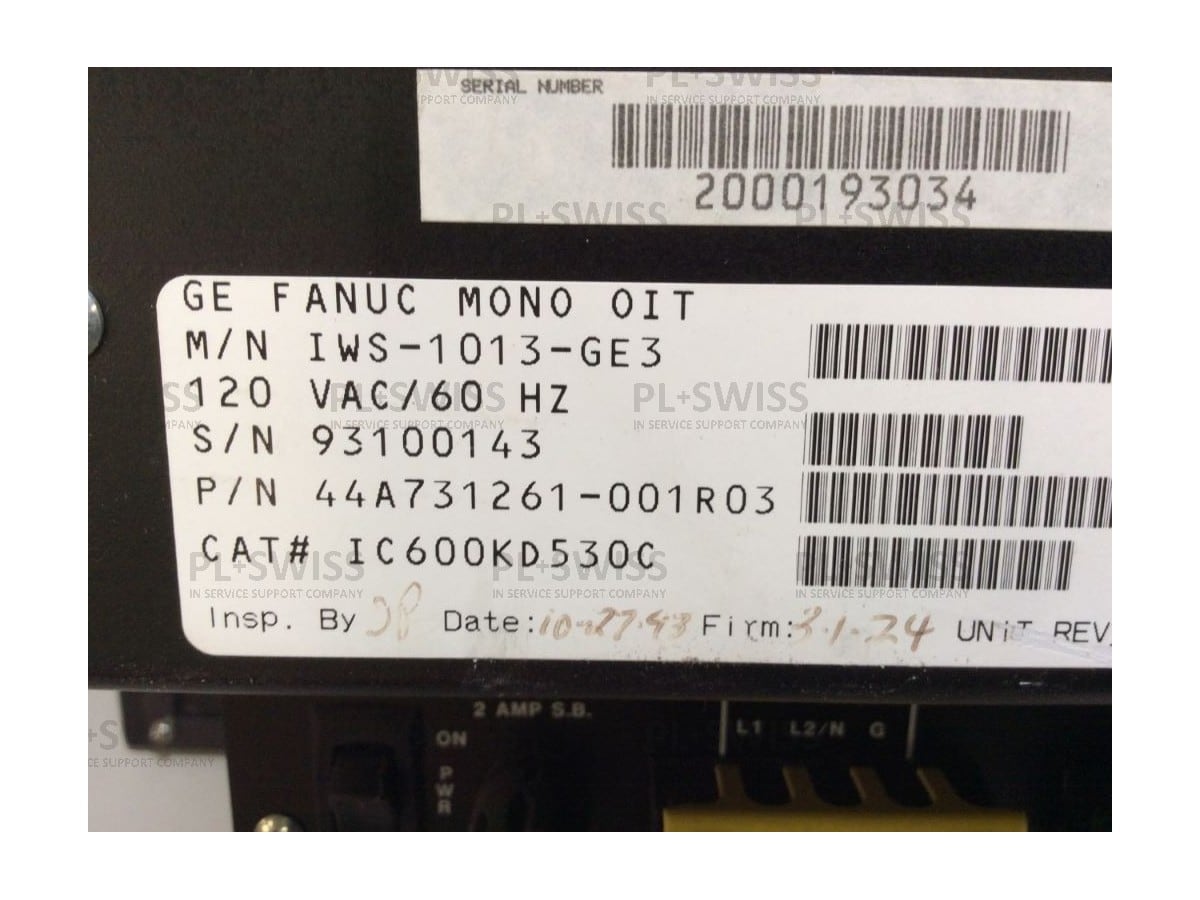 SERIAL NUMBER
2000193034
GE FANUC MONO OIT
M/N IWS-1013-GE3
120 VAC/60 HZ
S/N 93100143
P/N 44A731261-001R03
CAT# IC600KD530C
Insp. By JP Date: 10-27-93 Firm: 3.1.24 UNiT REV.
2 AMP S.B.
ON
PWR
L1 L2/N G
PL+SWISS
IN SERVICE SUPPORT COMPANY